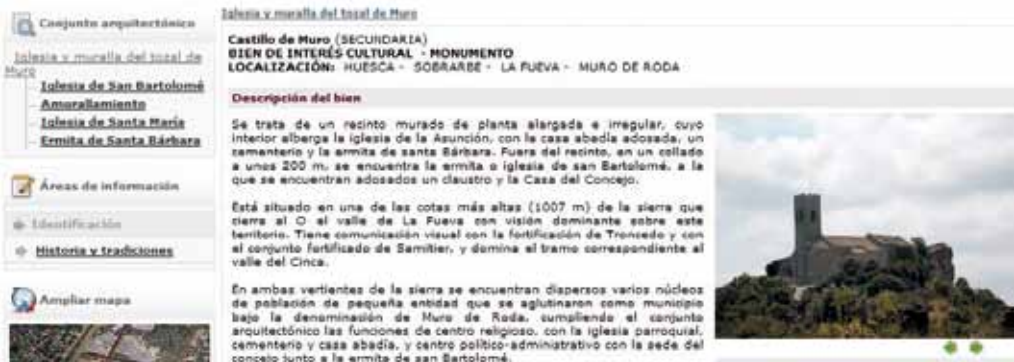 Conjunto arquitectónico
Iglesia y muralla del tozal de
Muro
Iglesia de San Bartolomé
Amurallamiento
Iglesia de Santa María
Ermita de Santa Bárbara
Áreas de información
Identificación
Historia y tradiciones
Ampliar mapa
Iglesia y muralla del tozal de Muro
Castillo de Muro (SECUNDARIA)
BIEN DE INTERÉS CULTURAL - MONUMENTO
LOCALIZACIÓN: HUESCA - SOBRARBE - LA FUEVA - MURO DE RODA
Descripción del bien
Se trata de un recinto murado de planta alargada e irregular, cuyo
interior alberga la iglesia de la Asunción, con la casa abadía adosada, un
cementerio y la ermita de santa Bárbara. Fuera del recinto, en un collado
a unos 200 m, se encuentra la ermita o iglesia de san Bartolomé, a la
que se encuentran adosados un claustro y la Casa del Concejo.
Está situado en una de las cotas más altas (1007 m) de la sierra que
cierra al O el valle de La Fueva con visión dominante sobre este
territorio. Tiene comunicación visual con la fortificación de Troncedo y con
el conjunto fortificado de Samitier, y domina el tramo correspondiente al
valle del Cinca.
En ambas vertientes de la sierra se encuentran dispersos varios núcleos
de población de pequeña entidad que se aglutinaron como municipio
bajo la denominación de Muro de Roda, cumpliendo el conjunto
arquitectónico las funciones de centro religioso, con la iglesia parroquial,
cementerio y casa abadía, y centro político-administrativo con la sede del
concejo junto a la ermita de san Bartolomé.